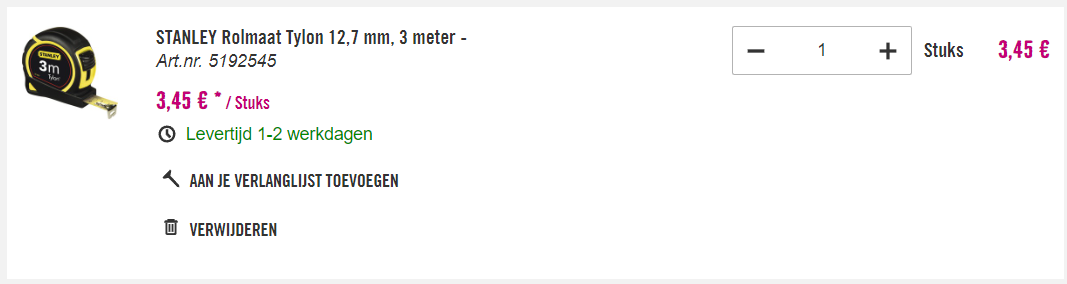 STANLEY Rolmaat Tylon 12,7 mm, 3 meter -
Art.nr. 5192545
3,45 € * / Stuks
Levertijd 1-2 werkdagen
AAN JE VERLANGLIJST TOEVOEGEN
VERWIJDEREN
− 1 + Stuks 3,45 €
STANLEY
3m
Tylon